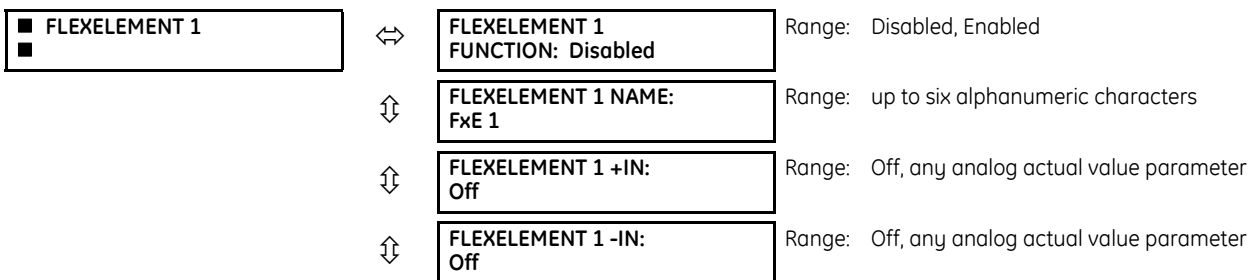 ■ FLEXELEMENT 1
■
FLEXELEMENT 1
FUNCTION: Disabled
Range: Disabled, Enabled
FLEXELEMENT 1 NAME:
FxE 1
Range: up to six alphanumeric characters
FLEXELEMENT 1 +IN:
Off
Range: Off, any analog actual value parameter
FLEXELEMENT 1 -IN:
Off
Range: Off, any analog actual value parameter